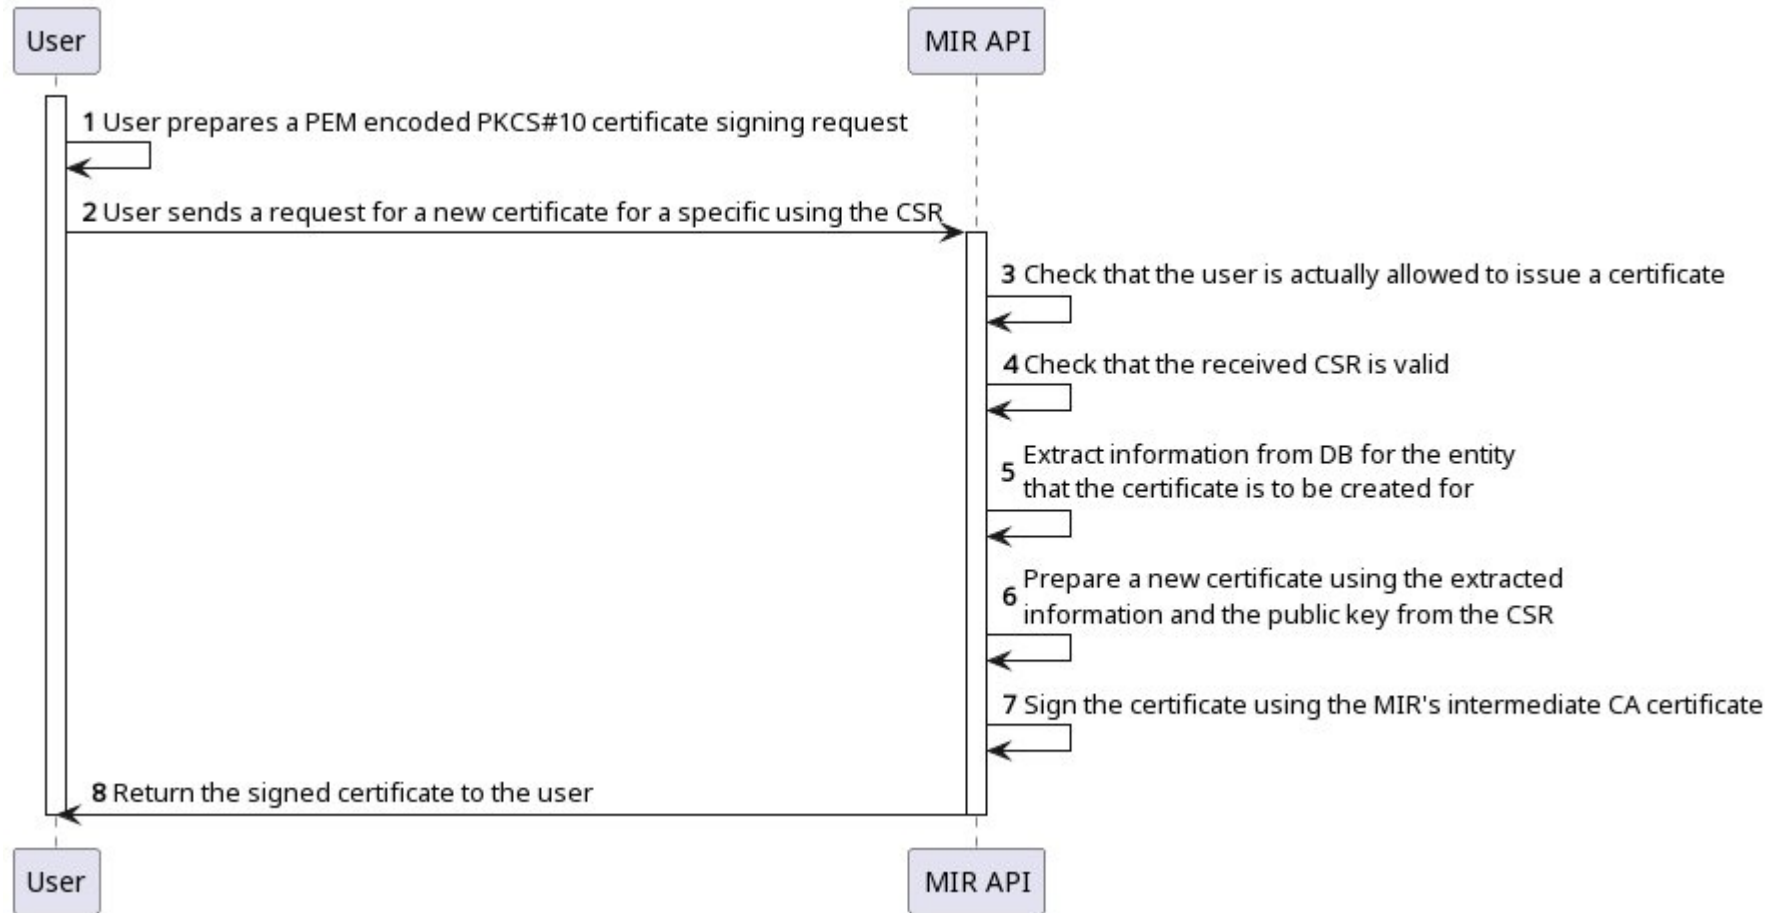 User
MIR API
1 User prepares a PEM encoded PKCS#10 certificate signing request
2 User sends a request for a new certificate for a specific using the CSR
3 Check that the user is actually allowed to issue a certificate
4 Check that the received CSR is valid
5 Extract information from DB for the entity
that the certificate is to be created for
6 Prepare a new certificate using the extracted
information and the public key from the CSR
7 Sign the certificate using the MIR's intermediate CA certificate
8 Return the signed certificate to the user
User
MIR API